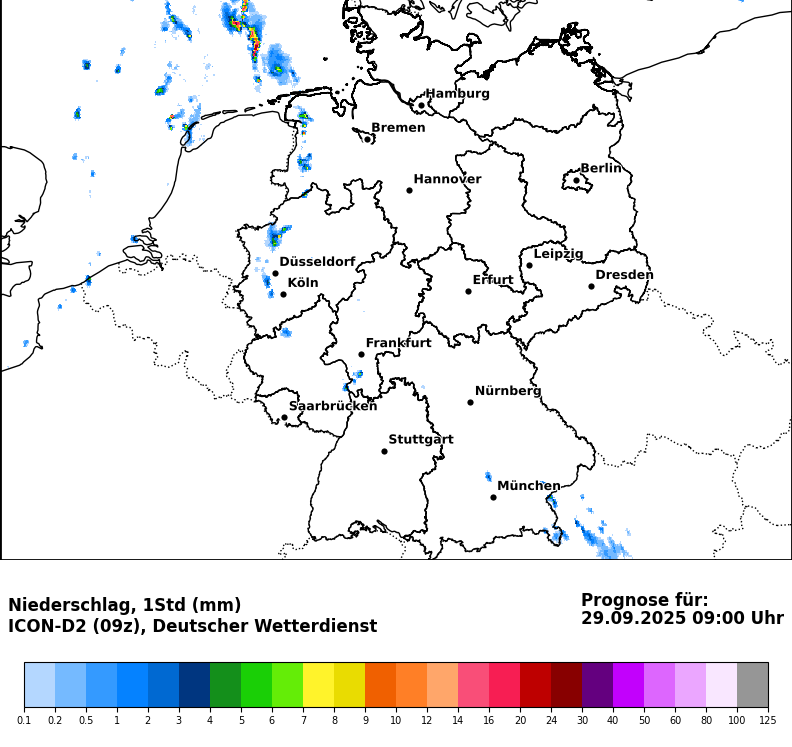 Hamburg
Bremen
Berlin
Hannover
Leipzig
Düsseldorf
Dresden
Köln
Erfurt
Frankfurt
Nürnberg
Saarbrücken
Stuttgart
München
Niederschlag, 1Std (mm)
ICON-D2 (09z), Deutscher Wetterdienst
Prognose für:
29.09.2025 09:00 Uhr
0.1 0.2 0.5 1 2 3 4 5 6 7 8 9 10 12 14 16 20 24 30 40 50 60 80 100 125